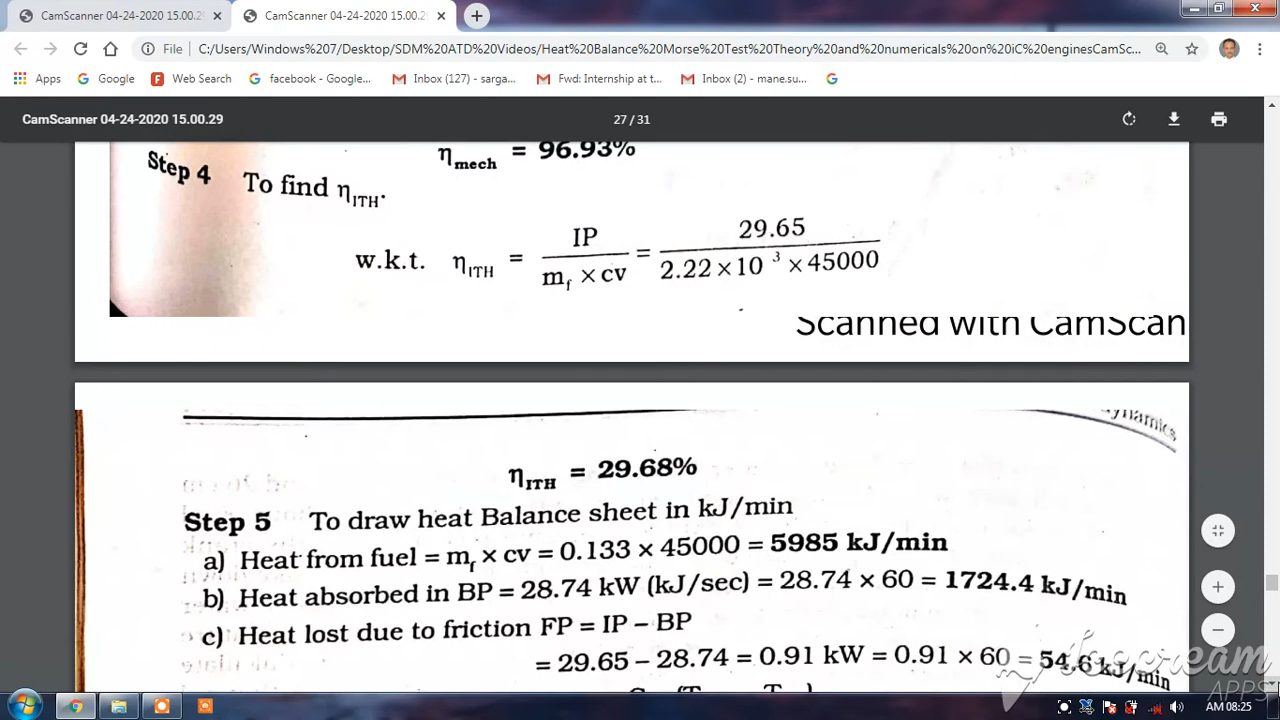 CamScanner 04-24-2020 15.00.29
CamScanner 04-24-2020 15.00.29
File C:/Users/Windows%207/Desktop/SDM%20ATD%20Videos/Heat%20Balance%20Morse%20Test%20Theory%20and%20numericals%20on%20iC%20enginesCamSc...
Apps Google Web Search facebook - Google... Inbox (127) - sarga... Fwd: Internship at t... Inbox (2) - mane.su...
CamScanner 04-24-2020 15.00.29 27 / 31
η mech = 96.93%
Step 4 To find ηITH.
w.k.t. ηITH = IP / mf × cv = 29.65 / 2.22 × 10 3 × 45000
Scanned with CamScan
ynamics
ηITH = 29.68%
Step 5 To draw heat Balance sheet in kJ/min
a) Heat from fuel = mf × cv = 0.133 × 45000 = 5985 kJ/min
b) Heat absorbed in BP = 28.74 kW (kJ/sec) = 28.74 × 60 = 1724.4 kJ/min
c) Heat lost due to friction FP = IP – BP
= 29.65 – 28.74 = 0.91 kW = 0.91 × 60 = 54.6 kJ/min
Icecream
APPS
AM 08:25